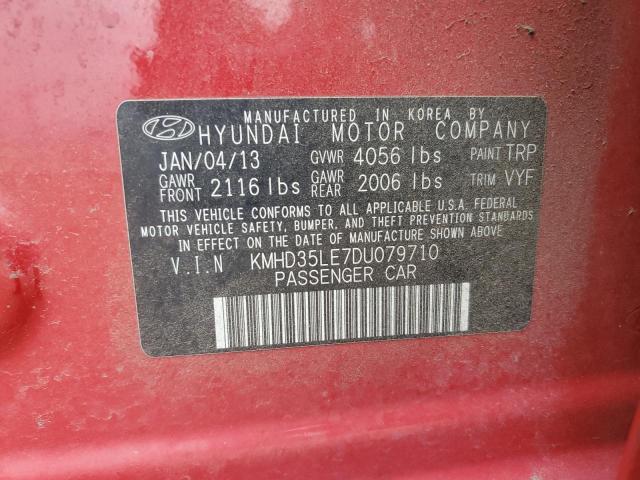 MANUFACTURED IN KOREA BY
HYUNDAI MOTOR COMPANY
JAN/04/13 GVWR 4056 lbs PAINT TRP
GAWR FRONT 2116 lbs GAWR REAR 2006 lbs TRIM VYF
THIS VEHICLE CONFORMS TO ALL APPLICABLE U.S.A. FEDERAL
MOTOR VEHICLE SAFETY, BUMPER, AND THEFT PREVENTION STANDARDS
IN EFFECT ON THE DATE OF MANUFACTURE SHOWN ABOVE
V.I.N KMHD35LE7DU079710
PASSENGER CAR